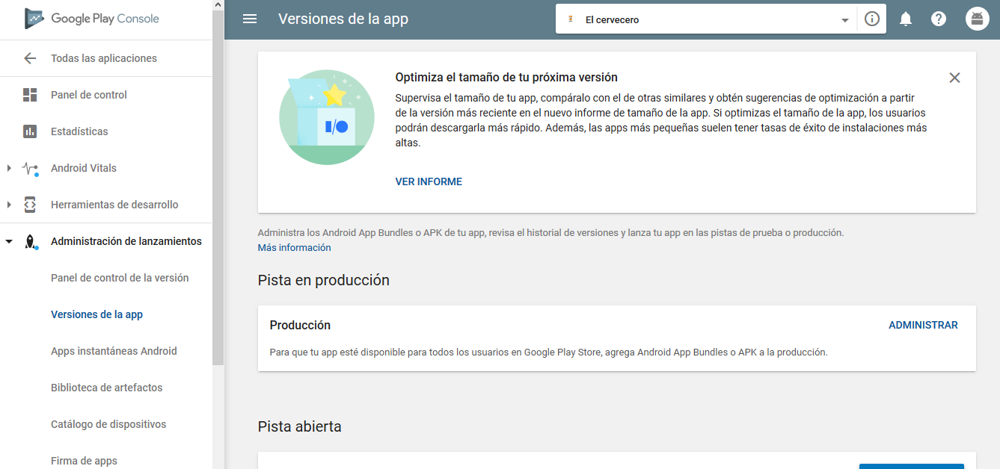 Google Play Console
Todas las aplicaciones
Panel de control
Estadísticas
Android Vitals
Herramientas de desarrollo
Administración de lanzamientos
Panel de control de la versión
Versiones de la app
Apps instantáneas Android
Biblioteca de artefactos
Catálogo de dispositivos
Firma de apps
Versiones de la app
El cervecero
I/O
Optimiza el tamaño de tu próxima versión
Supervisa el tamaño de tu app, compáralo con el de otras similares y obtén sugerencias de optimización a partir
de la versión más reciente en el nuevo informe de tamaño de la app. Si optimizas el tamaño de la app, los usuarios
podrán descargarla más rápido. Además, las apps más pequeñas suelen tener tasas de éxito de instalaciones más
altas.
VER INFORME
Administra los Android App Bundles o APK de tu app, revisa el historial de versiones y lanza tu app en las pistas de prueba o producción.
Más información
Pista en producción
Producción
ADMINISTRAR
Para que tu app esté disponible para todos los usuarios en Google Play Store, agrega Android App Bundles o APK a la producción.
Pista abierta